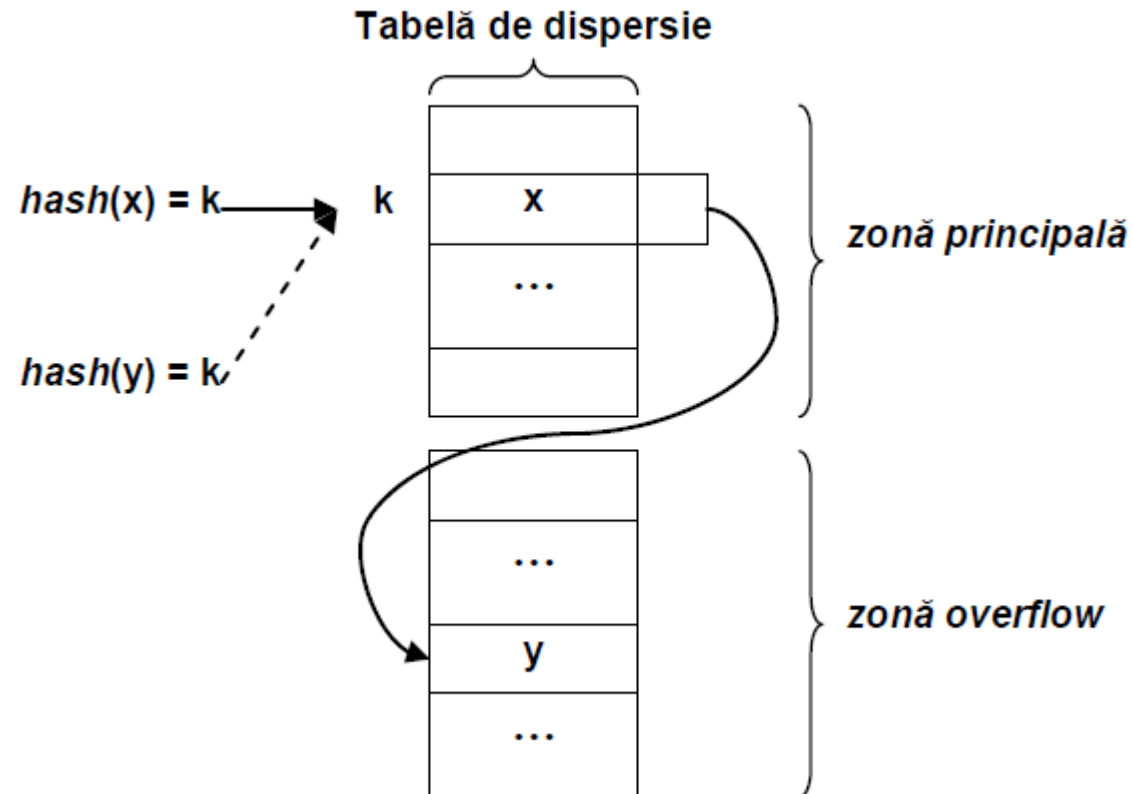 Tabelă de dispersie
hash(x) = k
k
x
zonă principală
...
hash(y) = k
...
zonă overflow
y
...